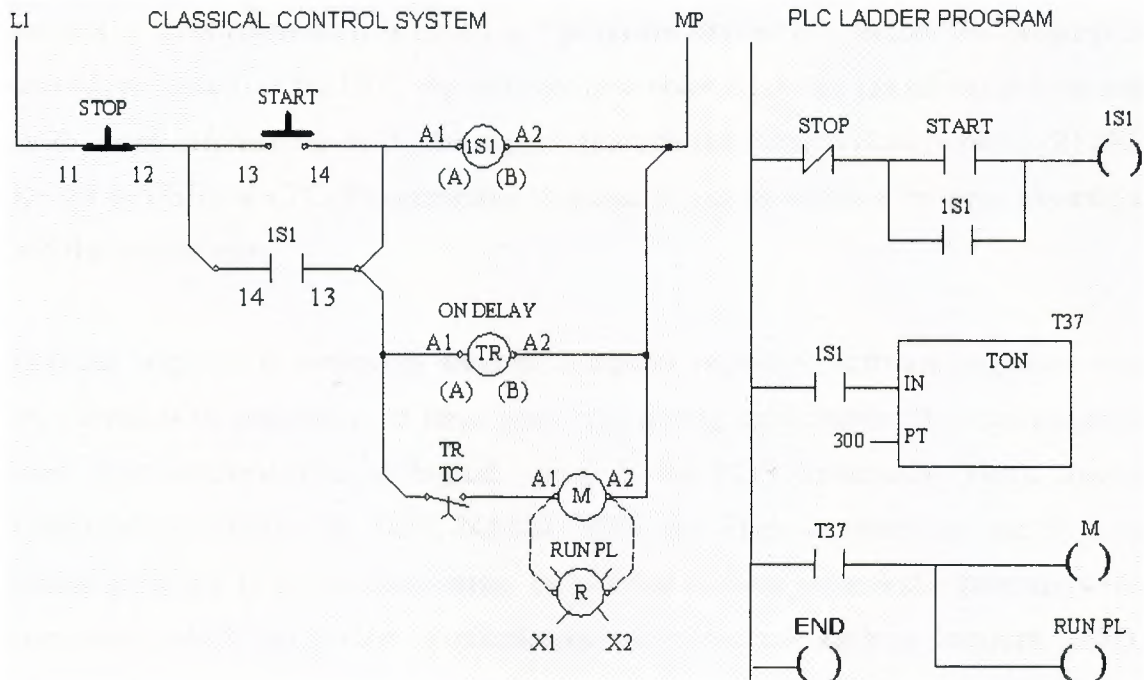 L1
CLASSICAL CONTROL SYSTEM
MP
STOP
START
A1
1S1
A2
11
12
13
14
(A)
(B)
1S1
14
13
ON DELAY
A1
TR
A2
(A)
(B)
TR
TC
A1
M
A2
RUN PL
R
X1
X2
PLC LADDER PROGRAM
STOP
START
1S1
1S1
T37
1S1
TON
IN
300
PT
T37
M
END
RUN PL